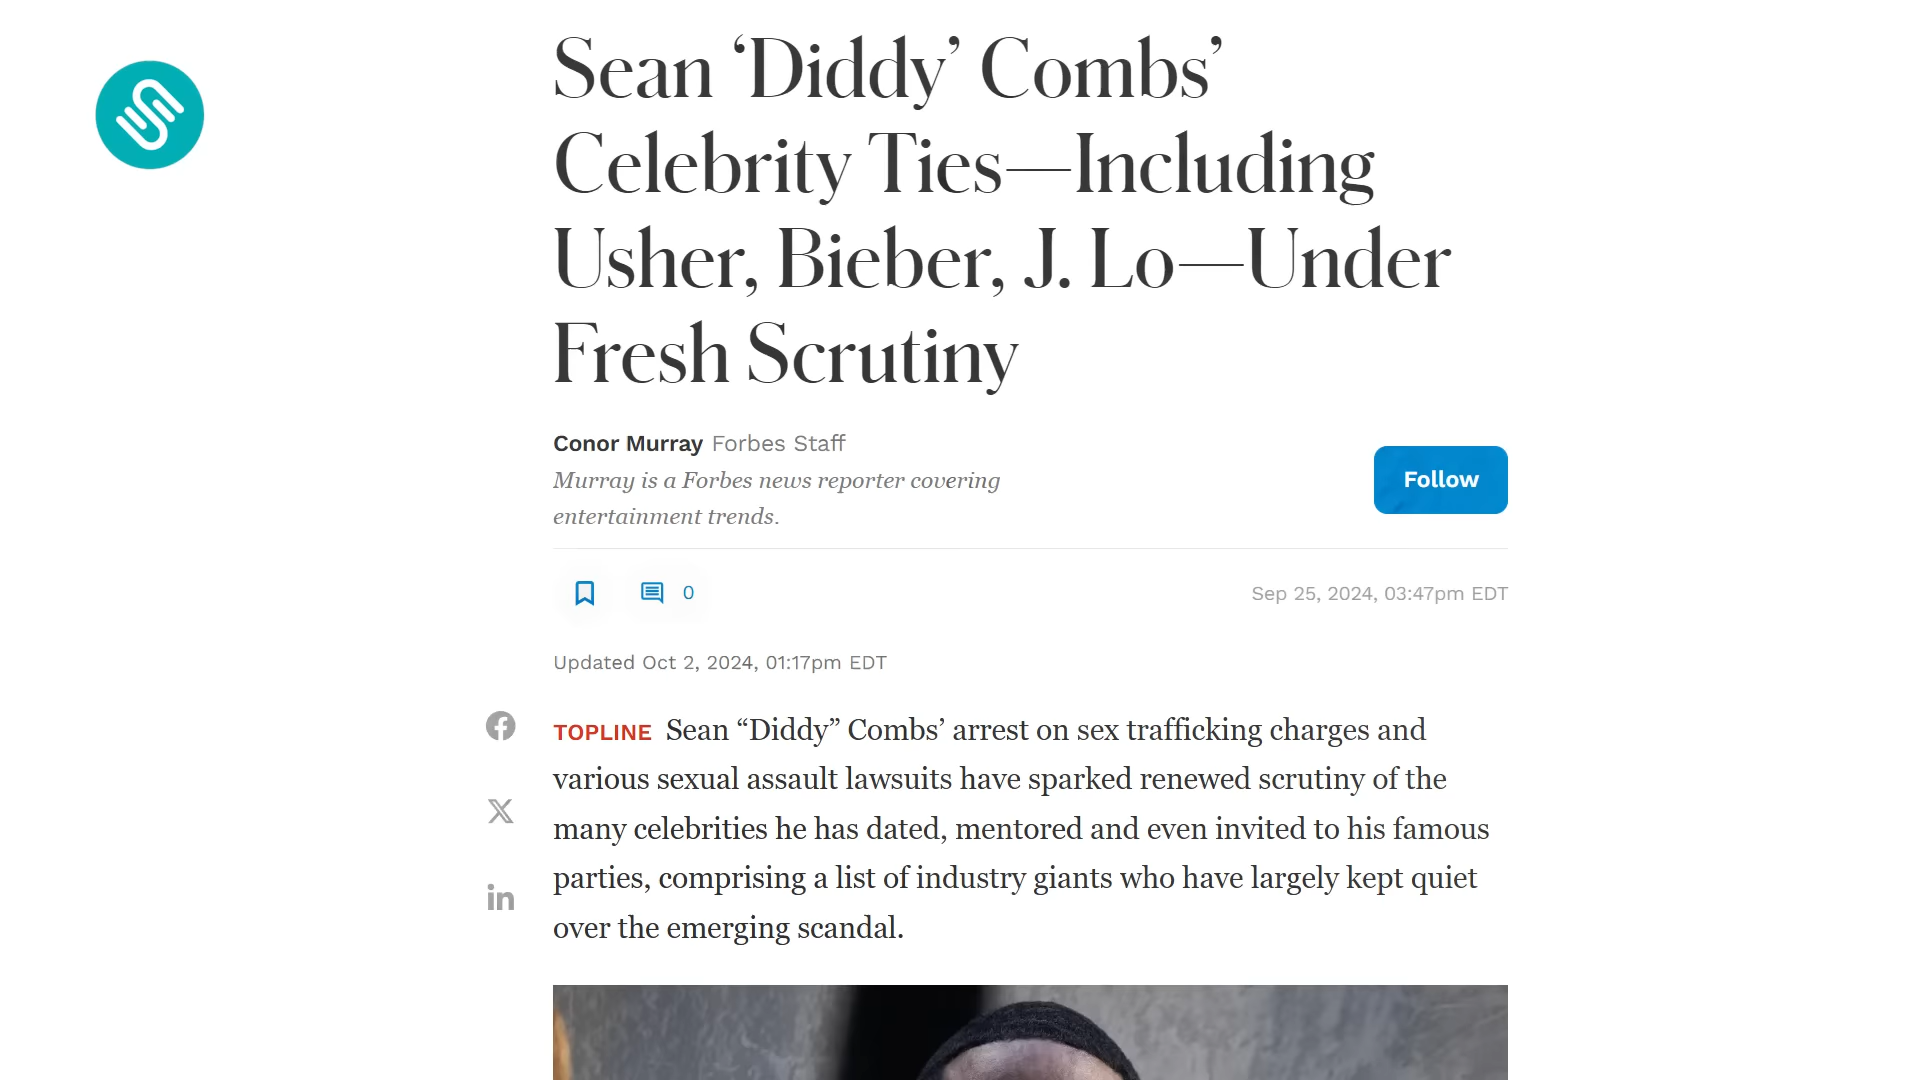 Sean ‘Diddy’ Combs’
Celebrity Ties—Including
Usher, Bieber, J. Lo—Under
Fresh Scrutiny
Conor Murray Forbes Staff
Murray is a Forbes news reporter covering
entertainment trends.
Follow
0
Sep 25, 2024, 03:47pm EDT
Updated Oct 2, 2024, 01:17pm EDT
TOPLINE Sean “Diddy” Combs’ arrest on sex trafficking charges and
various sexual assault lawsuits have sparked renewed scrutiny of the
many celebrities he has dated, mentored and even invited to his famous
parties, comprising a list of industry giants who have largely kept quiet
over the emerging scandal.